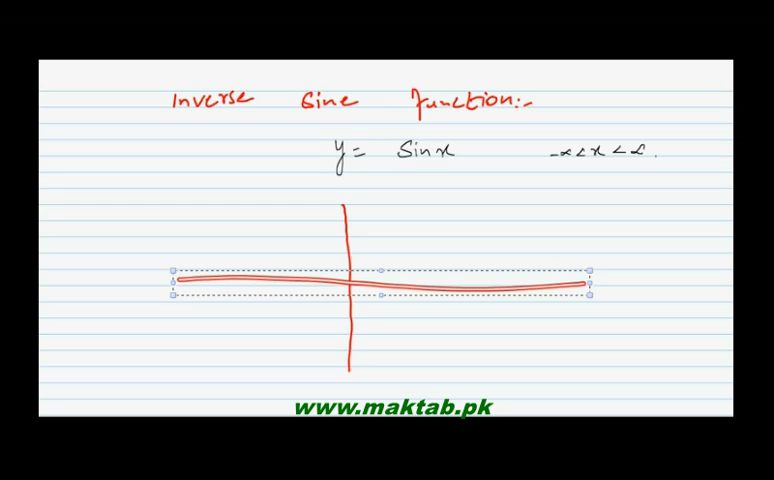 Inverse Sine Function:-
y = Sin x -∞ < x < ∞.
www.maktab.pk